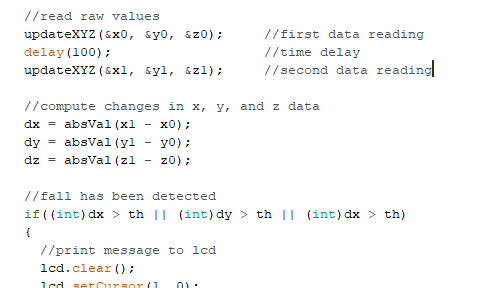 //read raw values
updateXYZ(&x0, &y0, &z0);      //first data reading
delay(100);                    //time delay
updateXYZ(&x1, &y1, &z1);      //second data reading

//compute changes in x, y, and z data
dx = absVal(x1 - x0);
dy = absVal(y1 - y0);
dz = absVal(z1 - z0);

//fall has been detected
if((int)dx > th || (int)dy > th || (int)dx > th)
{
  //print message to lcd
  lcd.clear();
  lcd.setCursor(1, 0);